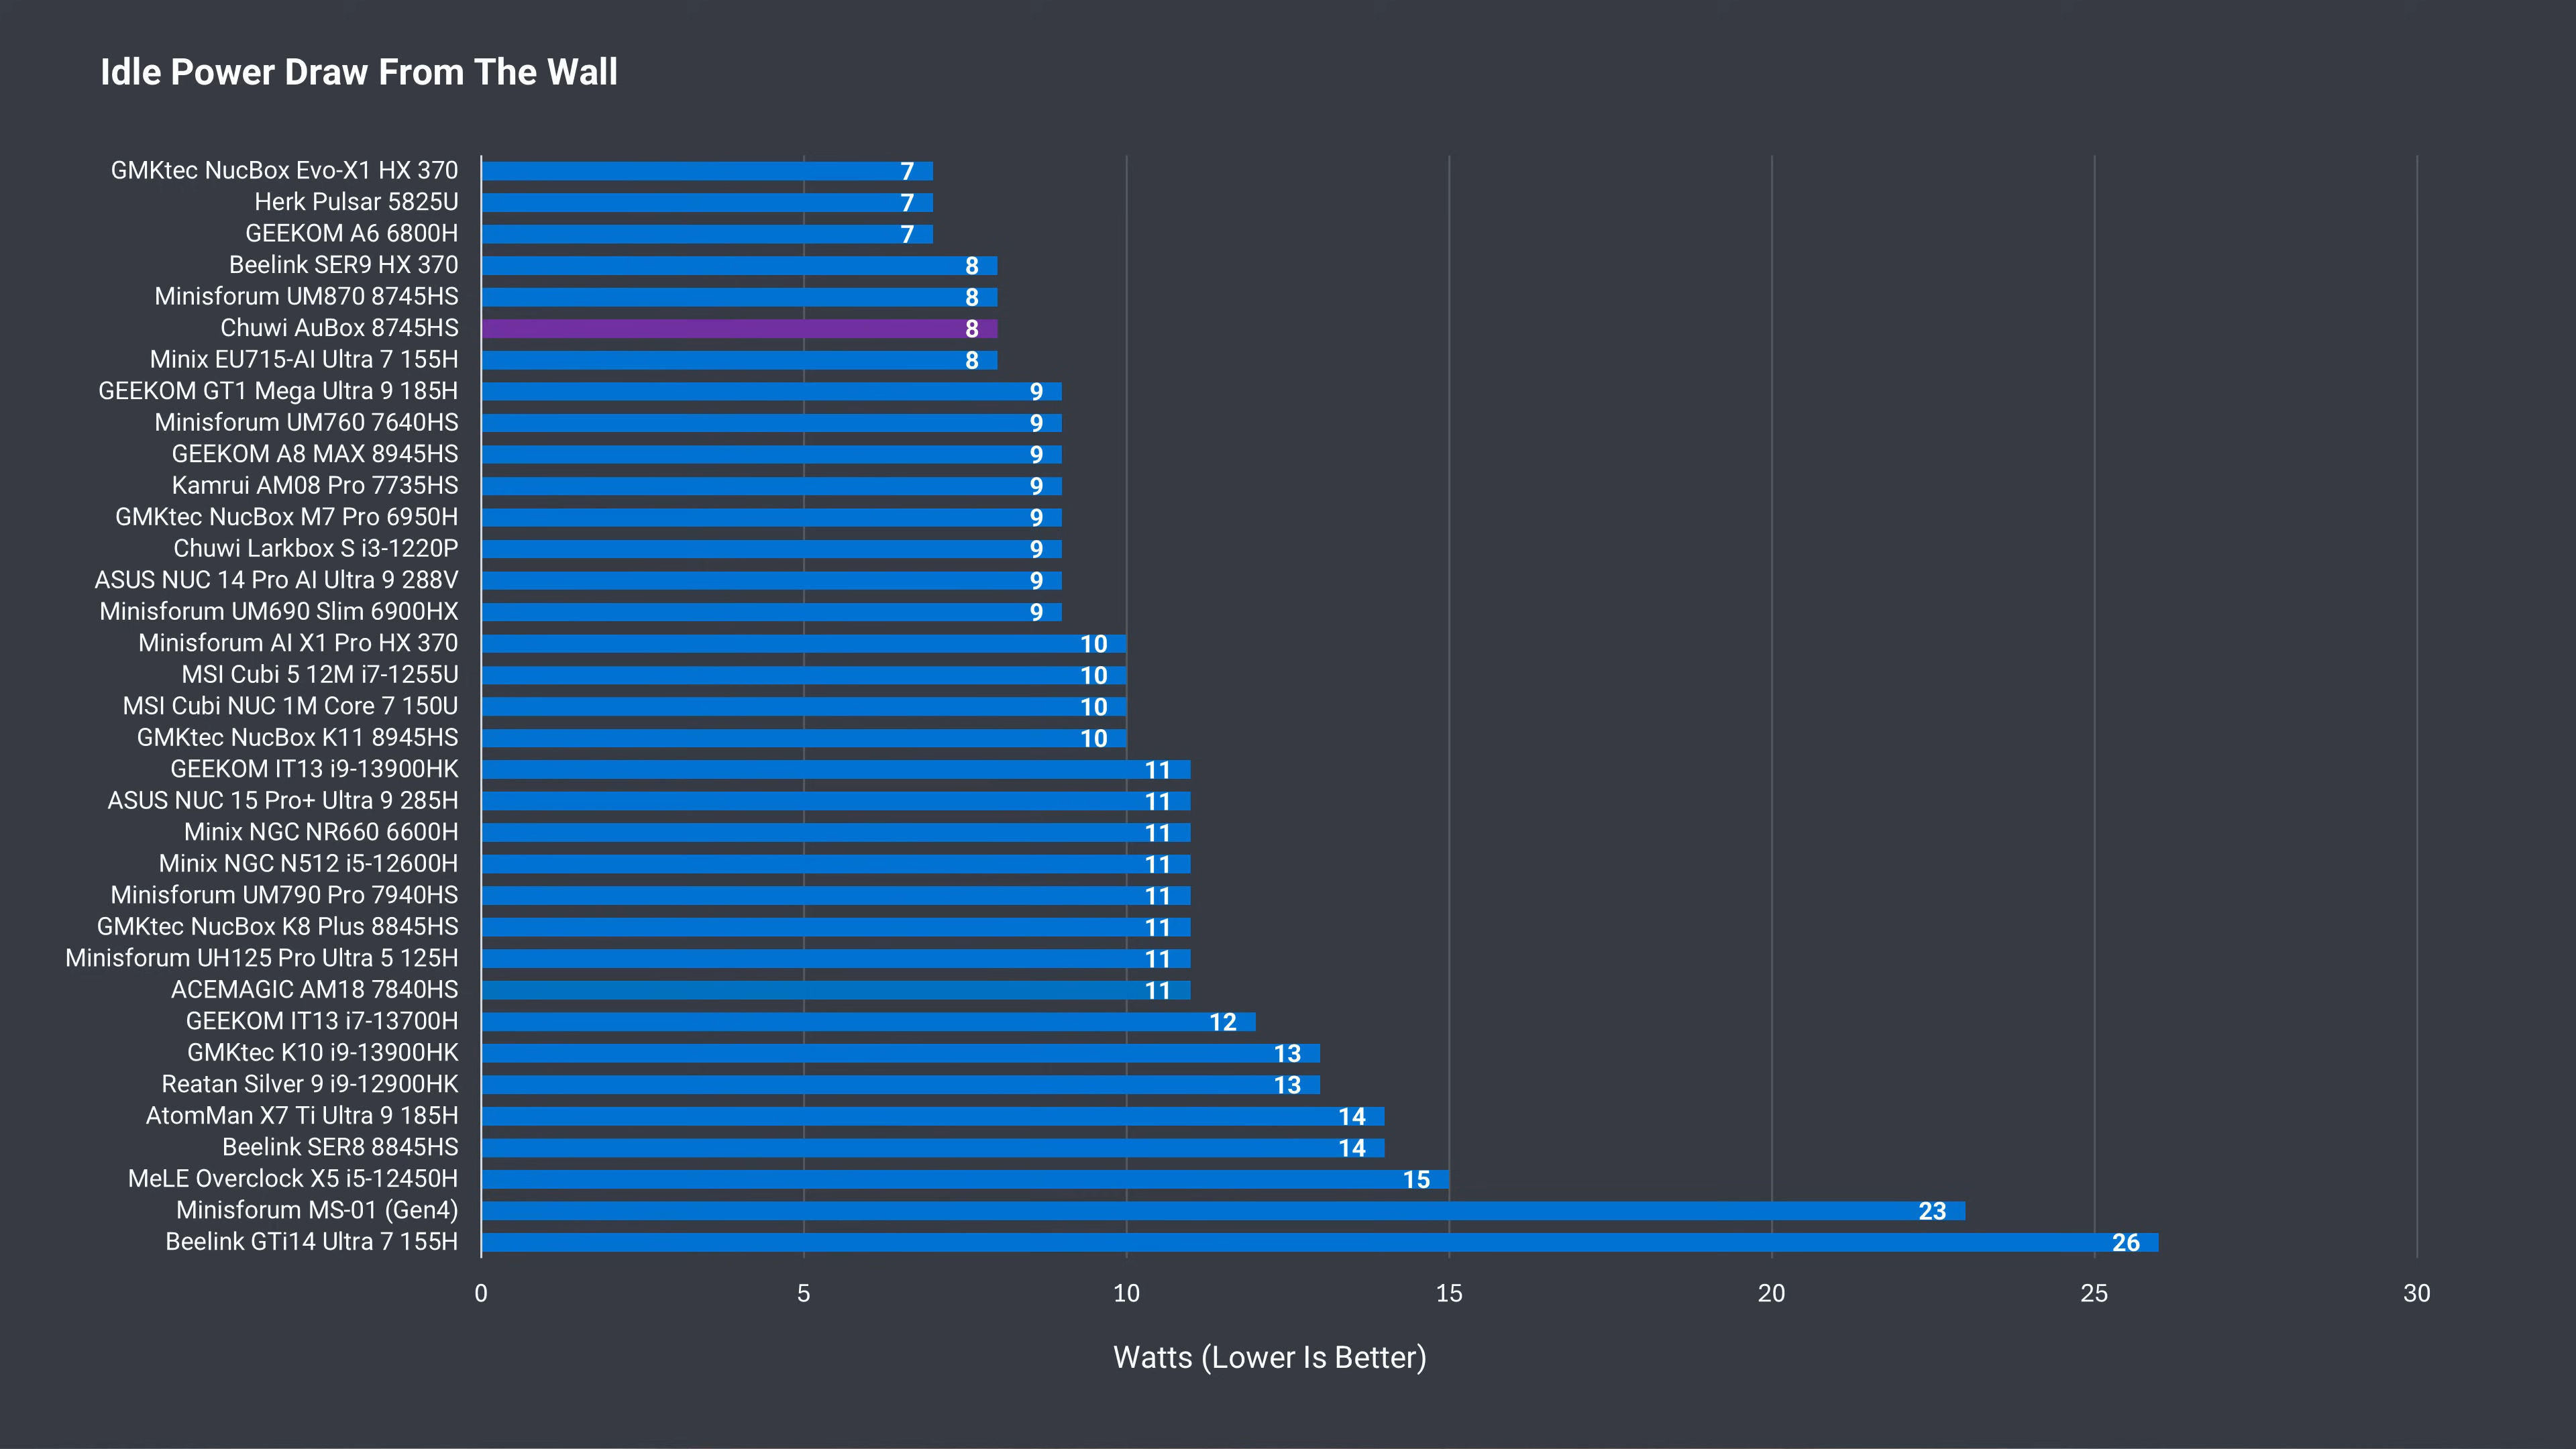 Idle Power Draw From The Wall
GMKtec NucBox Evo-X1 HX 370 7
Herk Pulsar 5825U 7
GEEKOM A6 6800H 7
Beelink SER9 HX 370 8
Minisforum UM870 8745HS 8
Chuwi AuBox 8745HS 8
Minix EU715-AI Ultra 7 155H 8
GEEKOM GT1 Mega Ultra 9 185H 9
Minisforum UM760 7640HS 9
GEEKOM A8 MAX 8945HS 9
Kamrui AM08 Pro 7735HS 9
GMKtec NucBox M7 Pro 6950H 9
Chuwi Larkbox S i3-1220P 9
ASUS NUC 14 Pro AI Ultra 9 288V 9
Minisforum UM690 Slim 6900HX 9
Minisforum AI X1 Pro HX 370 10
MSI Cubi 5 12M i7-1255U 10
MSI Cubi NUC 1M Core 7 150U 10
GMKtec NucBox K11 8945HS 10
GEEKOM IT13 i9-13900HK 11
ASUS NUC 15 Pro+ Ultra 9 285H 11
Minix NGC NR660 6600H 11
Minix NGC N512 i5-12600H 11
Minisforum UM790 Pro 7940HS 11
GMKtec NucBox K8 Plus 8845HS 11
Minisforum UH125 Pro Ultra 5 125H 11
ACEMAGIC AM18 7840HS 11
GEEKOM IT13 i7-13700H 12
GMKtec K10 i9-13900HK 13
Reatan Silver 9 i9-12900HK 13
AtomMan X7 Ti Ultra 9 185H 14
Beelink SER8 8845HS 14
MeLE Overclock X5 i5-12450H 15
Minisforum MS-01 (Gen4) 23
Beelink GTi14 Ultra 7 155H 26
0 5 10 15 20 25 30
Watts (Lower Is Better)